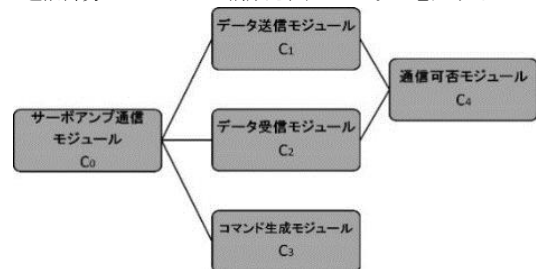 データ送信モジュール
C1
通信可否モジュール
C4
サーボアンプ通信
モジュール
C0
データ受信モジュール
C2
コマンド生成モジュール
C3